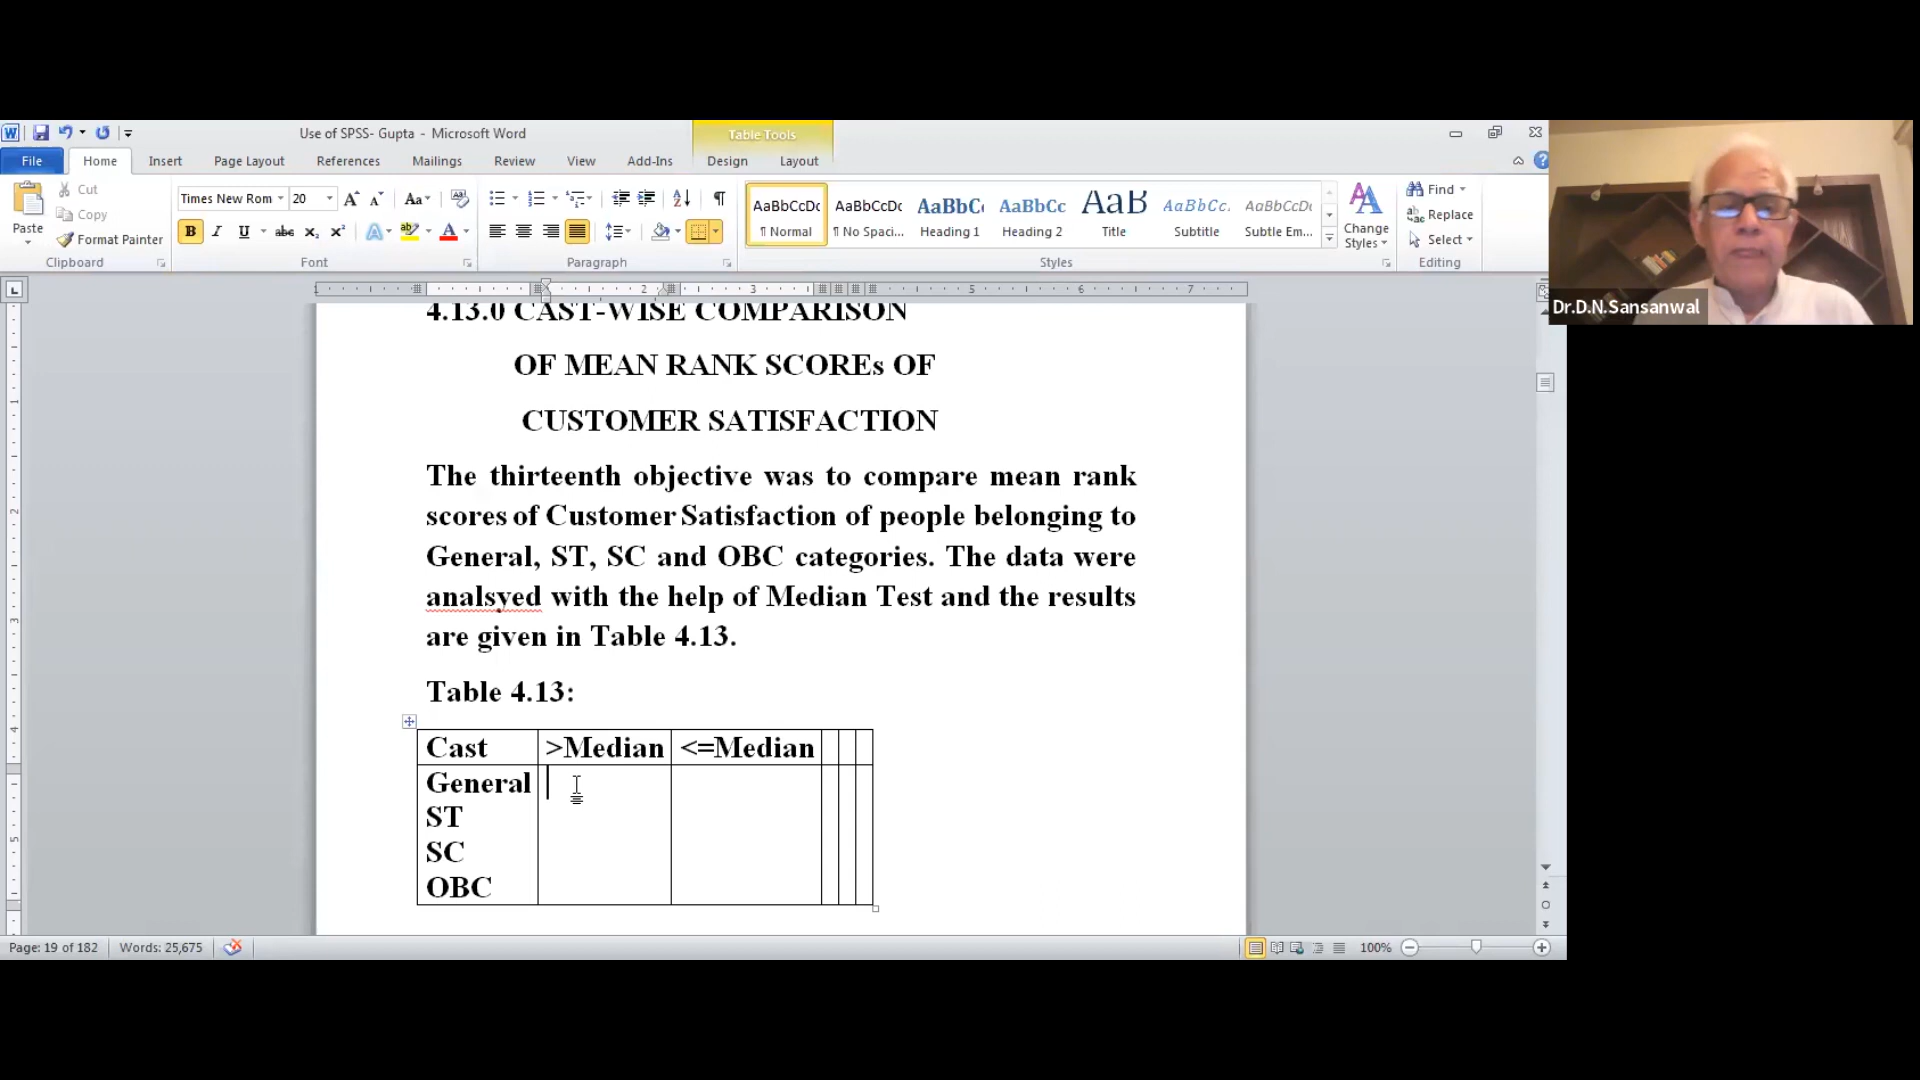 Use of SPSS- Gupta - Microsoft Word
Table Tools
File Home Insert Page Layout References Mailings Review View Add-Ins Design Layout
Paste
Cut
Copy
Format Painter
Clipboard
Times New Rom 20
Font
Paragraph
AaBbCcDc AaBbCcDc AaBbC AaBbCc AaB AaBbCc. AaBbCcDc
¶ Normal ¶ No Spaci... Heading 1 Heading 2 Title Subtitle Subtle Em...
Change
Styles
Styles
Find
Replace
Select
Editing
Dr.D.N.Sansanwal
4.13.0 CAST-WISE COMPARISON
OF MEAN RANK SCOREs OF
CUSTOMER SATISFACTION
The thirteenth objective was to compare mean rank
scores of Customer Satisfaction of people belonging to
General, ST, SC and OBC categories. The data were
analsyed with the help of Median Test and the results
are given in Table 4.13.
Table 4.13:
Cast >Median <=Median
General
ST
SC
OBC
Page: 19 of 182 Words: 25,675 100%